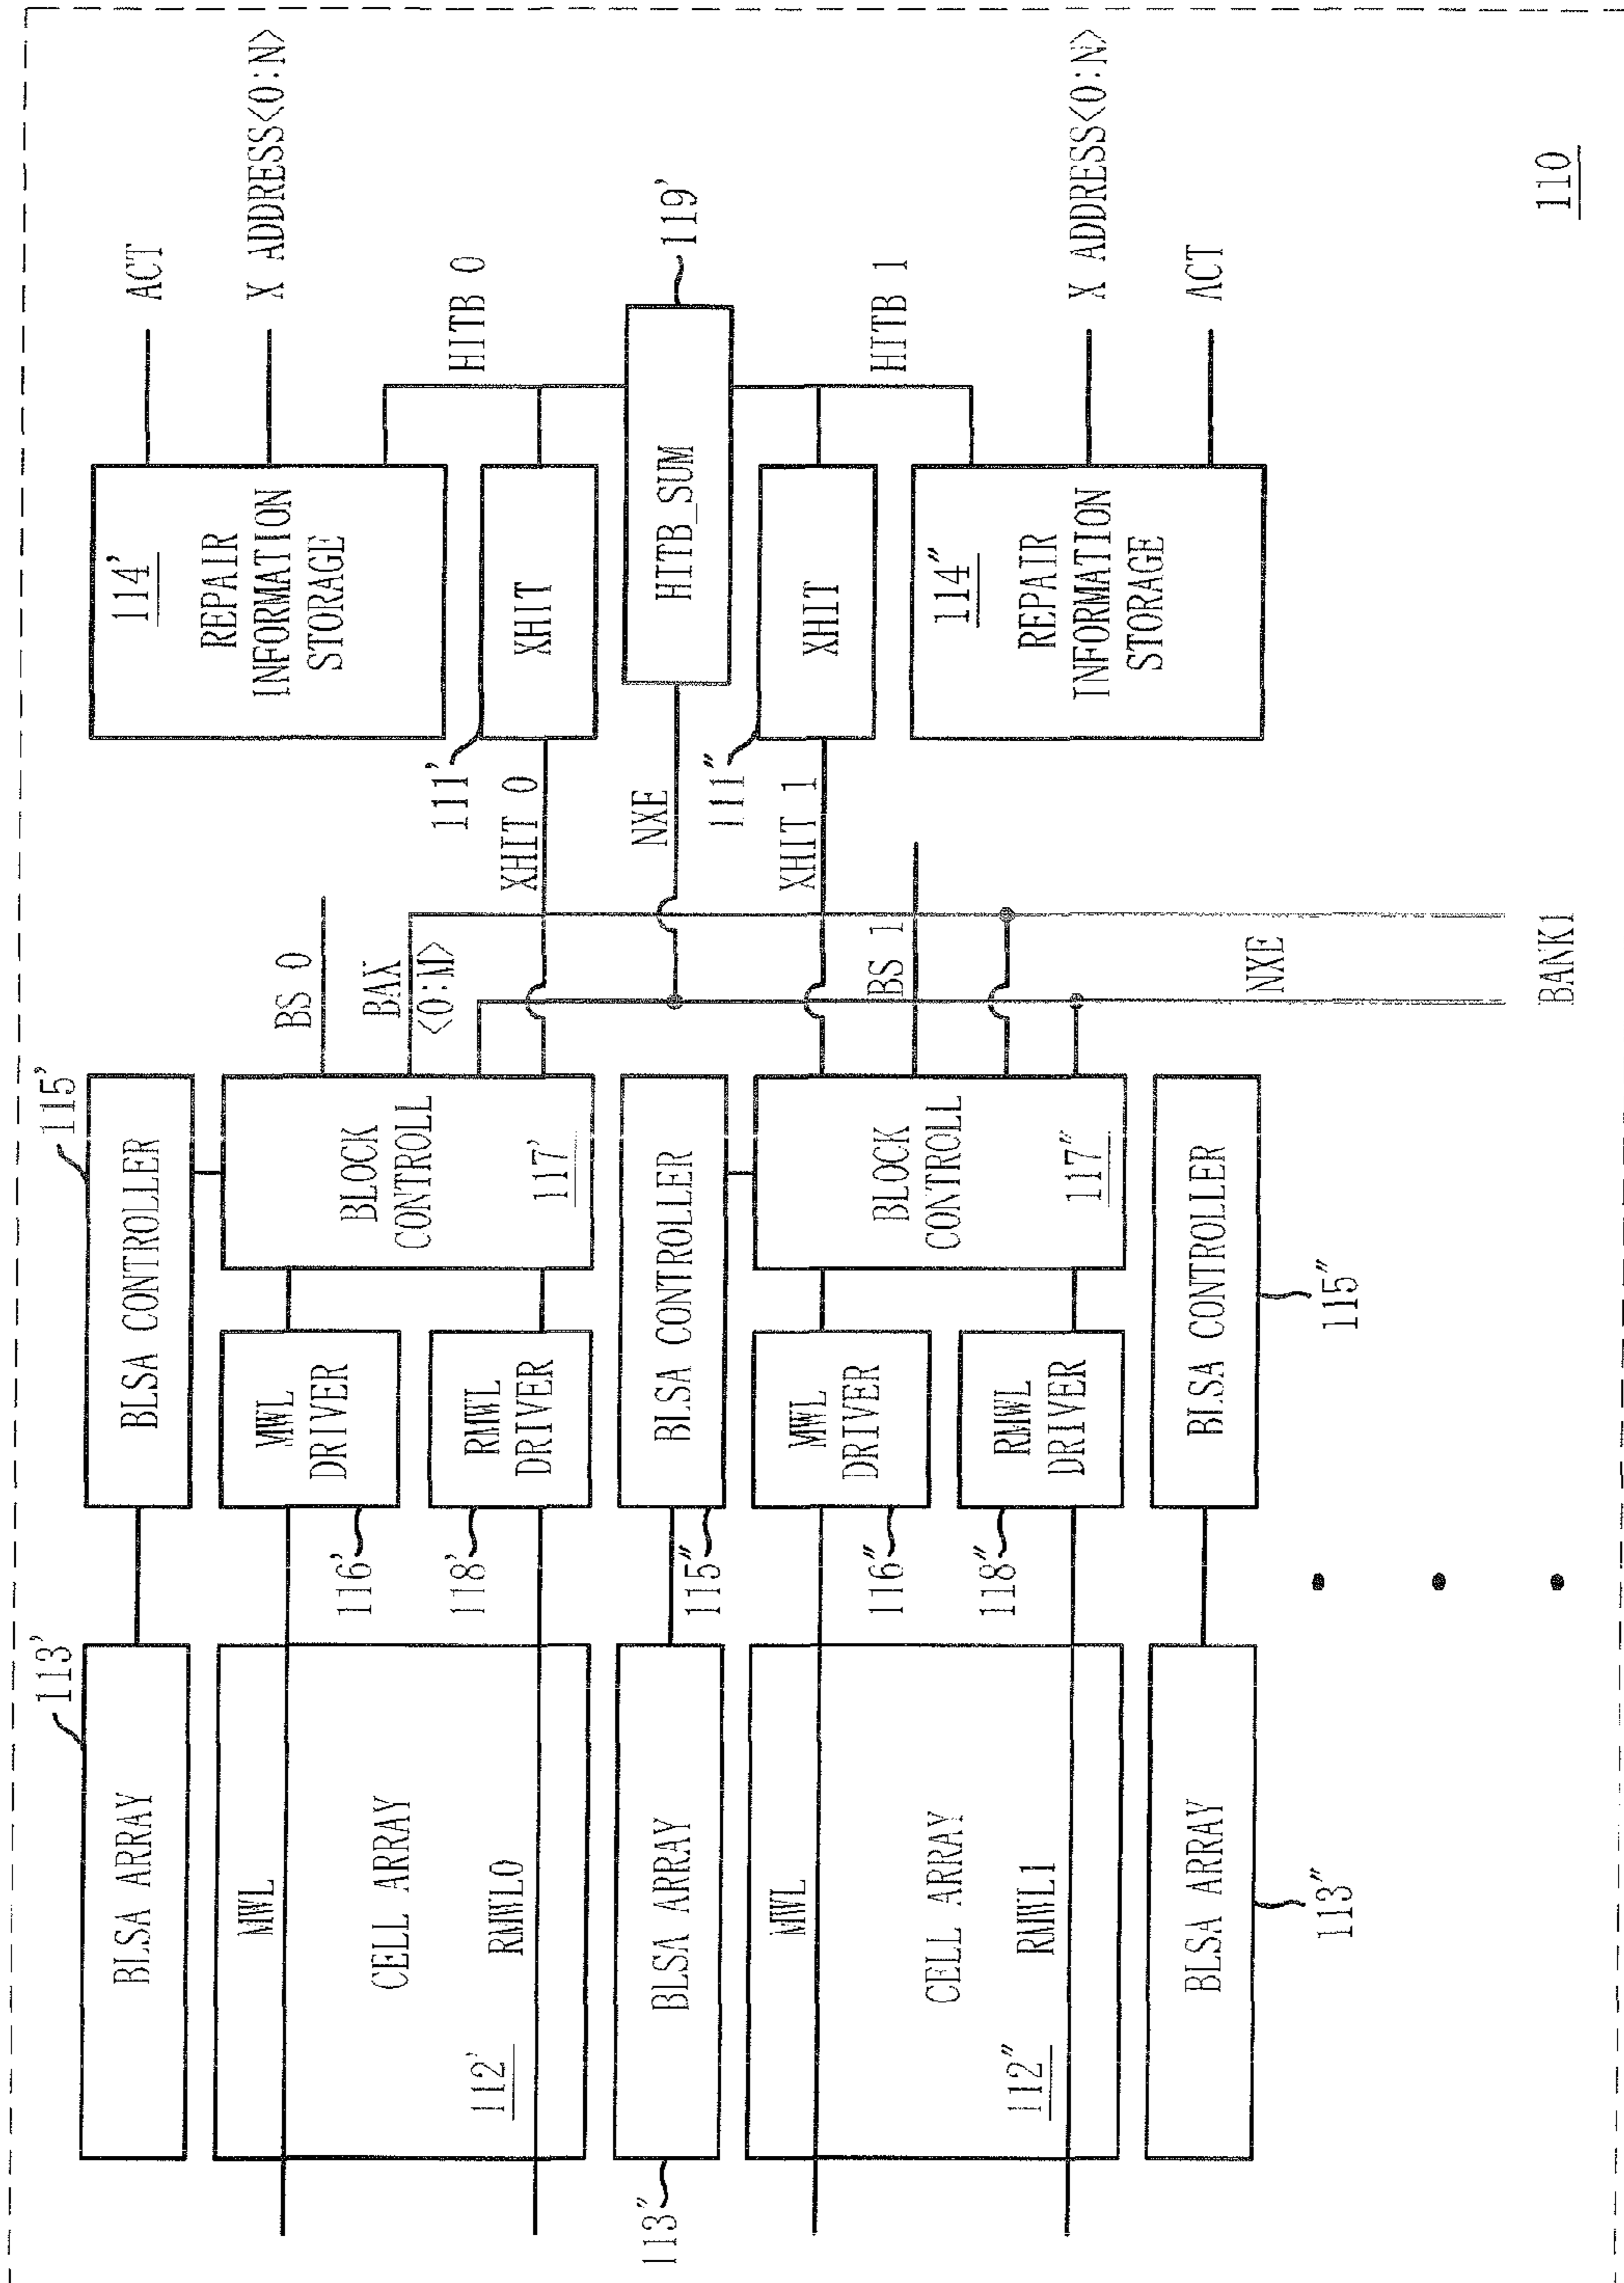 113'
115'
BLSA ARRAY
BLSA CONTROLLER
114'
REPAIR
INFORMATION
STORAGE
ACT
X ADDRESS<0:N>
MWL
CELL ARRAY
RMWL0
112'
MWL
DRIVER
116'
RMWL
DRIVER
118'
BLOCK
CONTROLL
117'
BS 0
BAX
<0:M>
XHIT 0
111'
XHIT
HITB 0
113"
BLSA ARRAY
115"
BLSA CONTROLLER
NXE
HITB_SUM
119'
MWL
CELL ARRAY
RMWL1
112"
MWL
DRIVER
116"
RMWL
DRIVER
118"
BLOCK
CONTROLL
117"
XHIT 1
BS 1
111"
XHIT
HITB 1
114"
REPAIR
INFORMATION
STORAGE
X ADDRESS<0:N>
ACT
BLSA ARRAY
113"
BLSA CONTROLLER
115"
NXE
BANK1
110